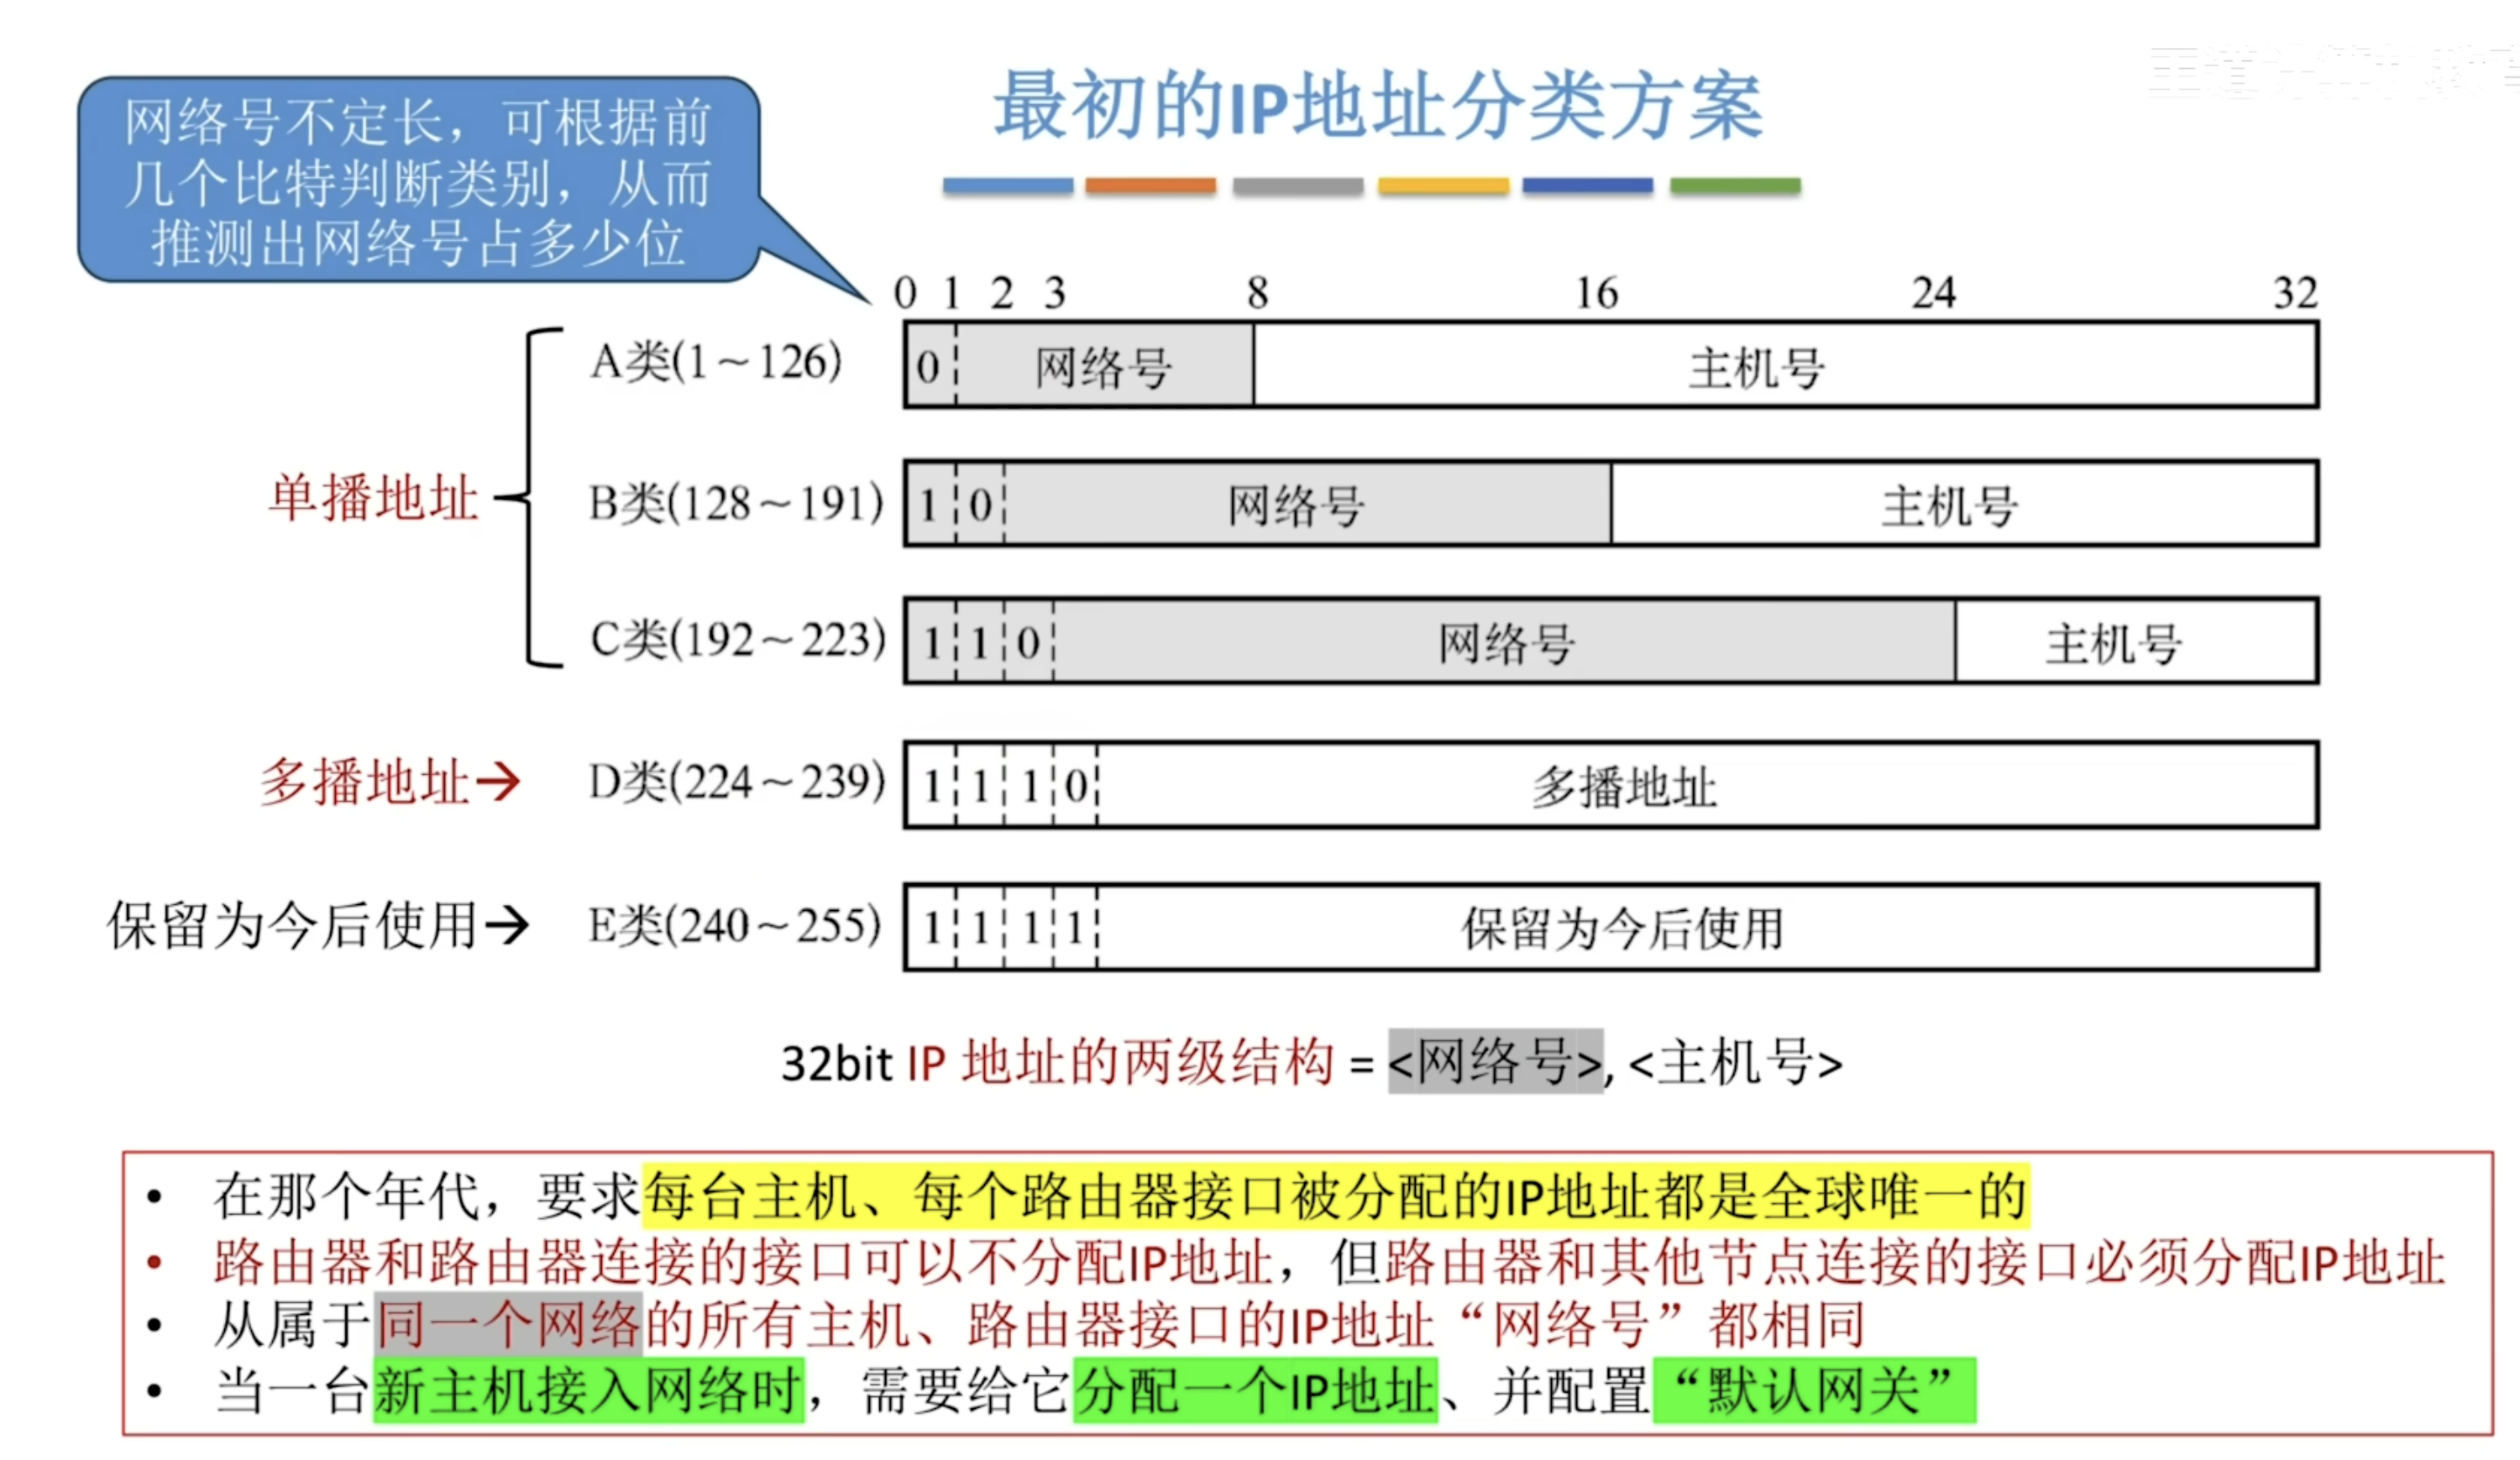 最初的IP地址分类方案
网络号不定长，可根据前
几个比特判断类别，从而
推测出网络号占多少位
0 1 2 3 8 16 24 32
单播地址
A类(1～126) 0 网络号 主机号
B类(128～191) 1 0 网络号 主机号
C类(192～223) 1 1 0 网络号 主机号
多播地址→ D类(224～239) 1 1 1 0 多播地址
保留为今后使用→ E类(240～255) 1 1 1 1 保留为今后使用
32bit IP 地址的两级结构 = <网络号>, <主机号>
• 在那个年代，要求每台主机、每个路由器接口被分配的IP地址都是全球唯一的
• 路由器和路由器连接的接口可以不分配IP地址，但路由器和其他节点连接的接口必须分配IP地址
• 从属于同一个网络的所有主机、路由器接口的IP地址“网络号”都相同
• 当一台新主机接入网络时，需要给它分配一个IP地址、并配置“默认网关”